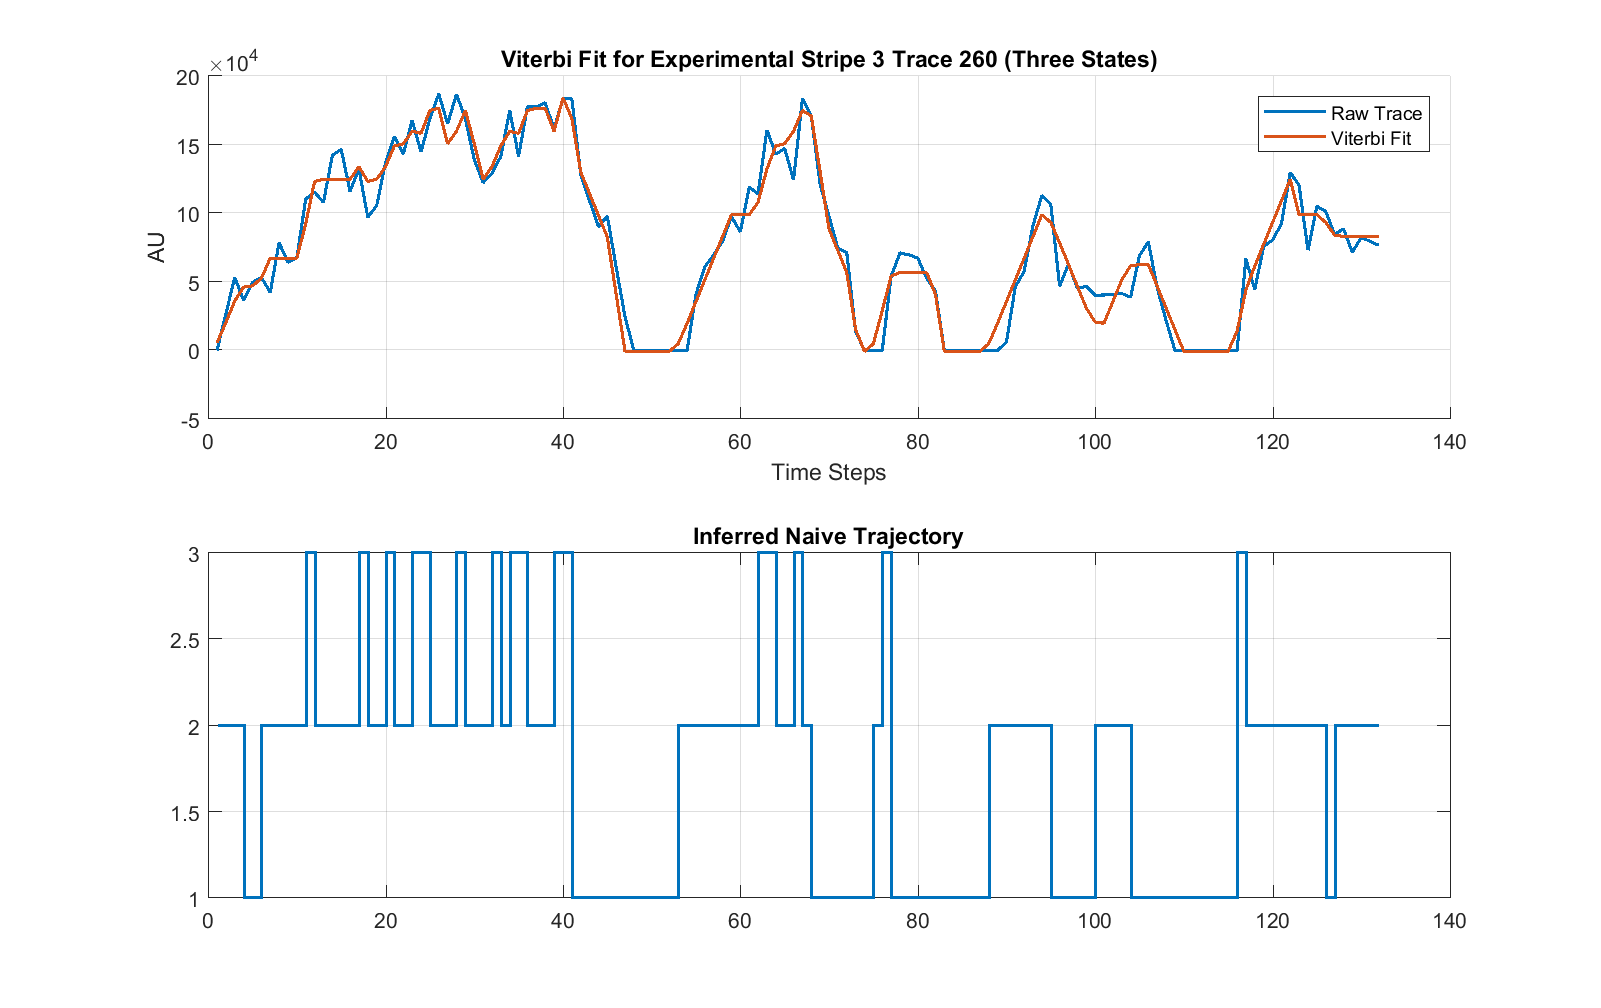 Viterbi Fit for Experimental Stripe 3 Trace 260 (Three States)
×10⁴
20
15
10
5
0
-5
AU
0 20 40 60 80 100 120 140
Time Steps
Raw Trace
Viterbi Fit
Inferred Naive Trajectory
3
2.5
2
1.5
1
0 20 40 60 80 100 120 140